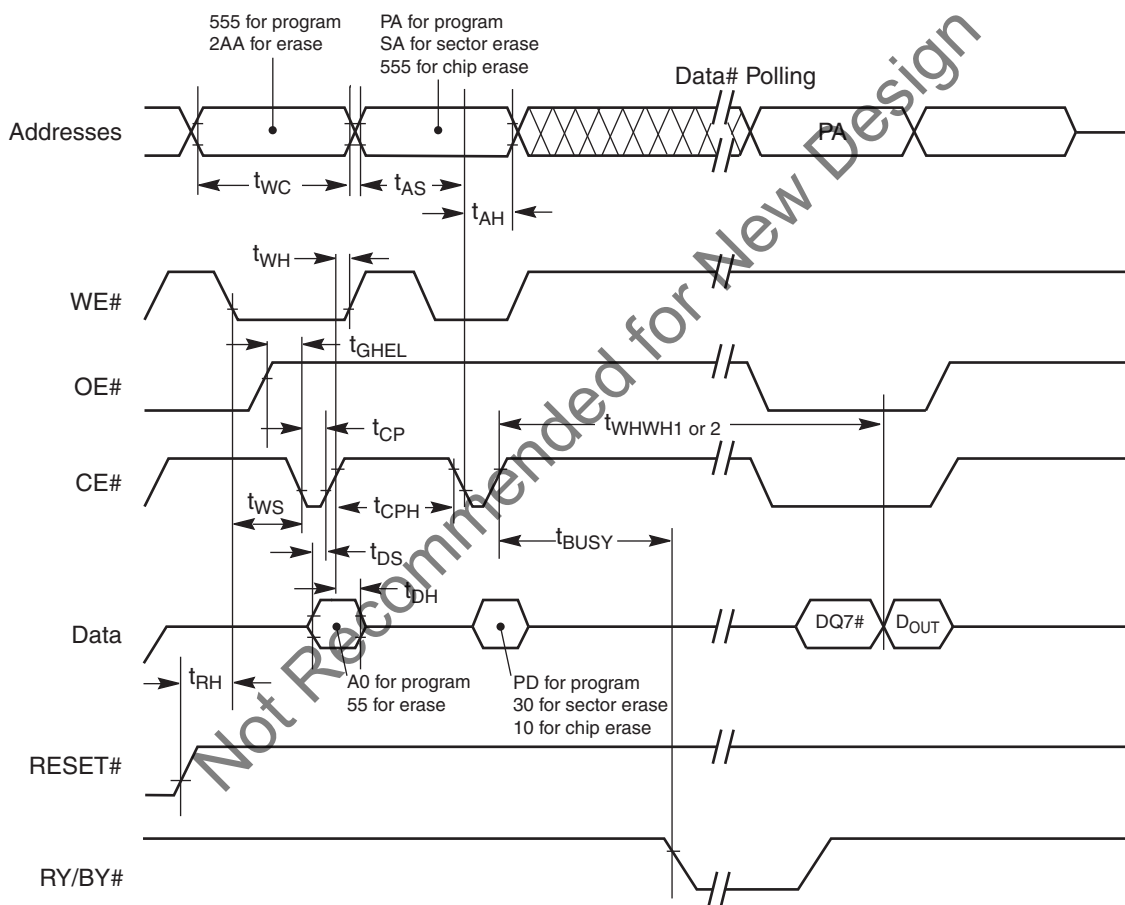 555 for program
2AA for erase
PA for program
SA for sector erase
555 for chip erase
Data# Polling
Addresses
PA
tWC
tAS
tAH
tWH
WE#
tGHEL
OE#
tWHWH1 or 2
tCP
CE#
tWS
tCPH
tBUSY
tDS
tDH
Data
DQ7#
DOUT
tRH
A0 for program
55 for erase
PD for program
30 for sector erase
10 for chip erase
RESET#
RY/BY#
Not Recommended for New Design